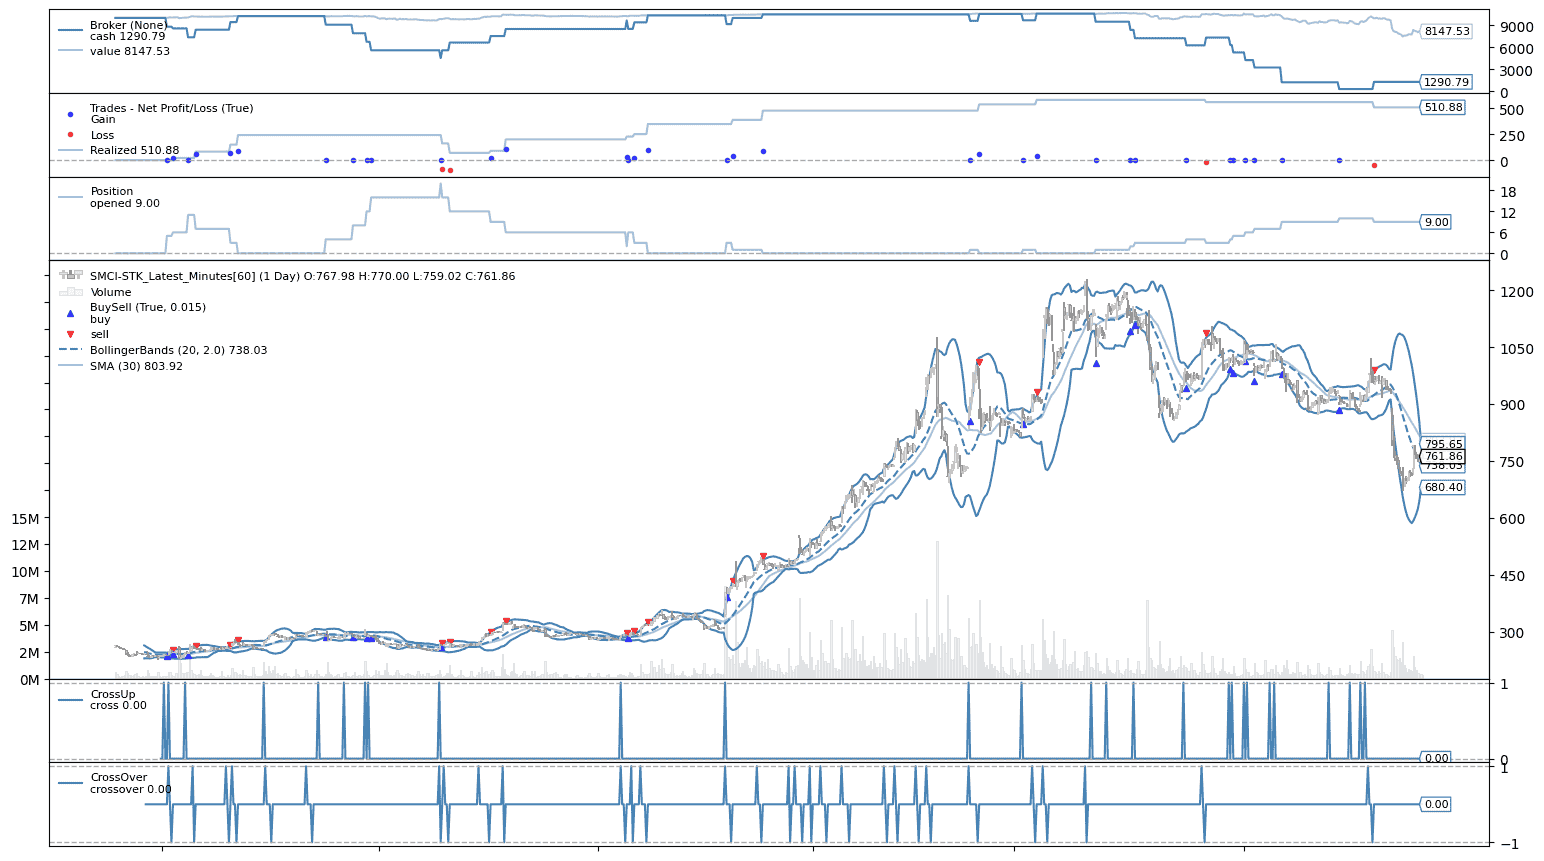 Broker (None)
cash 1290.79
value 8147.53
9000
6000
3000
0
8147.53
1290.79
Trades - Net Profit/Loss (True)
Gain
Loss
Realized 510.88
500
250
0
510.88
Position
opened 9.00
18
12
6
0
9.00
SMCI-STK_Latest_Minutes[60] (1 Day) O:767.98 H:770.00 L:759.02 C:761.86
Volume
BuySell (True, 0.015)
buy
sell
BollingerBands (20, 2.0) 738.03
SMA (30) 803.92
1200
1050
900
750
600
450
300
795.65
761.86
738.03
680.40
15M
12M
10M
7M
5M
2M
0M
CrossUp
cross 0.00
1
0
0.00
CrossOver
crossover 0.00
1
0.00
−1